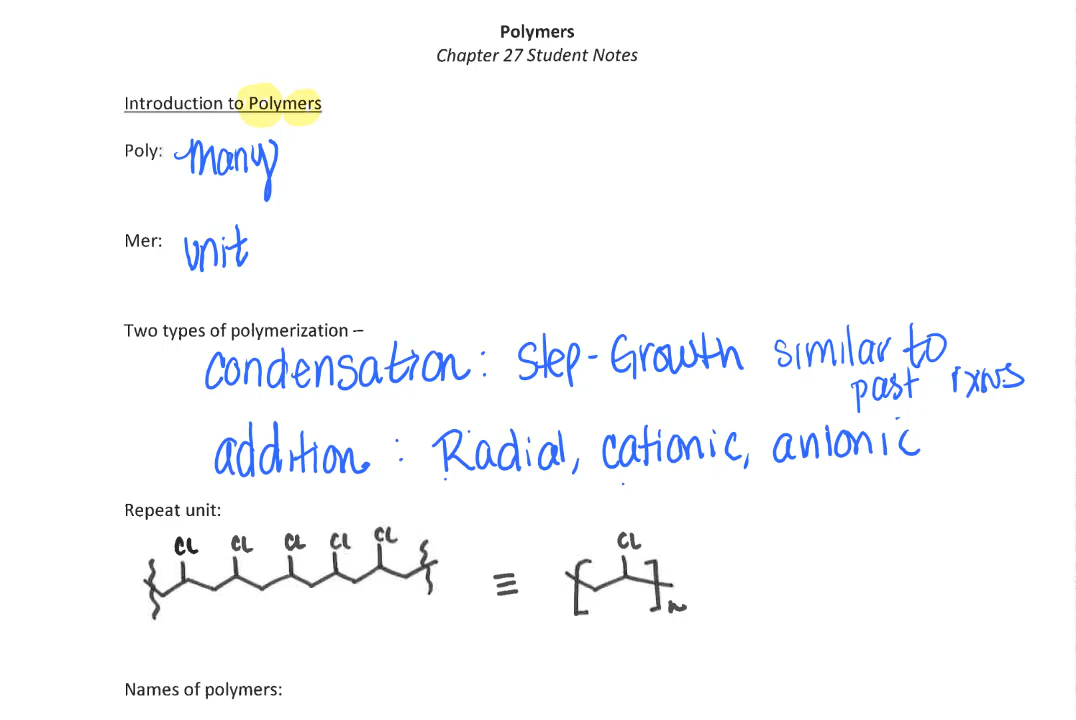 Polymers
Chapter 27 Student Notes
Introduction to Polymers
Poly: many
Mer: unit
Two types of polymerization –
condensation: step-Growth similar to
past rxns
addition: Radial, cationic, anionic
Repeat unit:
CL CL CL CL CL CL
≡ [ ]n
Names of polymers: